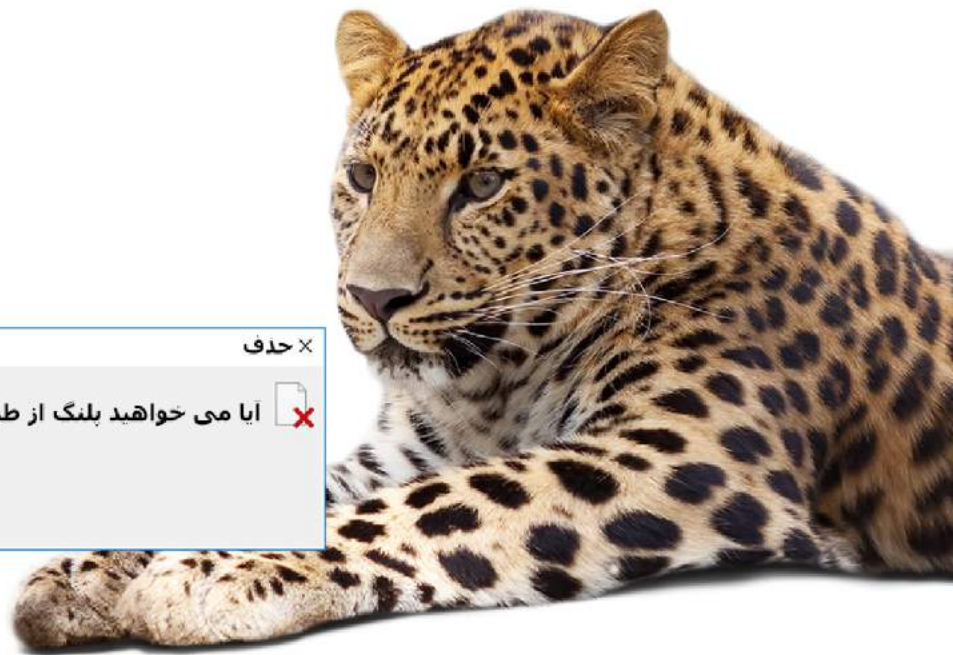 حذف
آیا می خواهید پلنگ از